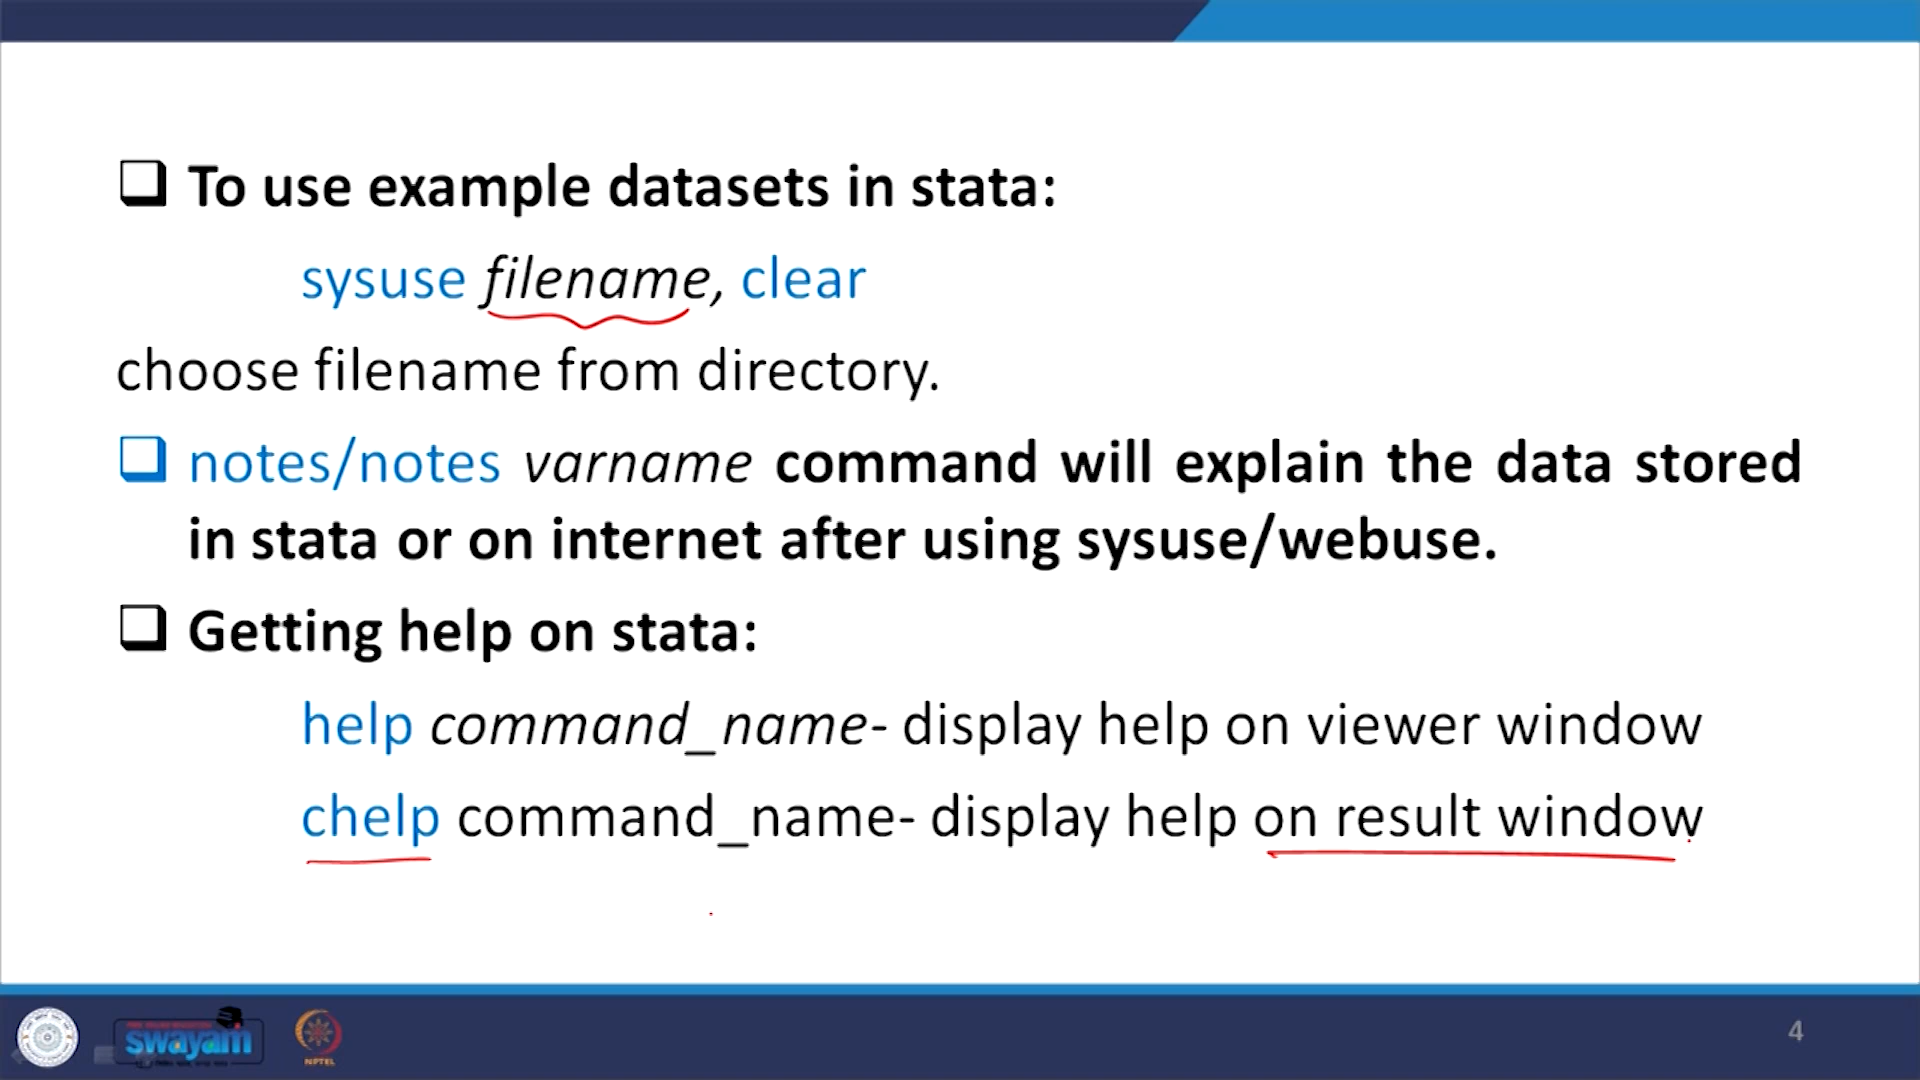 To use example datasets in stata:
sysuse filename, clear
choose filename from directory.
notes/notes varname command will explain the data stored
in stata or on internet after using sysuse/webuse.
Getting help on stata:
help command_name- display help on viewer window
chelp command_name- display help on result window
swayam
NPTEL
4